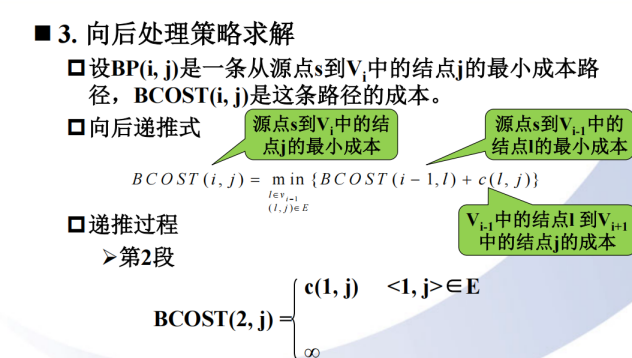 ■ 3. 向后处理策略求解
设BP(i, j)是一条从源点s到Vi中的结点j的最小成本路
径，BCOST(i, j)是这条路径的成本。
向后递推式
源点s到Vi中的结
点j的最小成本
源点s到Vi-1中的
结点l的最小成本
BCOST(i, j) = min {BCOST(i − 1, l) + c(l, j)}
l∈vi−1
(l, j)∈E
Vi-1中的结点l 到Vi+1
中的结点j的成本
递推过程
➢第2段
BCOST(2, j) = { c(1, j) <1, j>∈E
∞